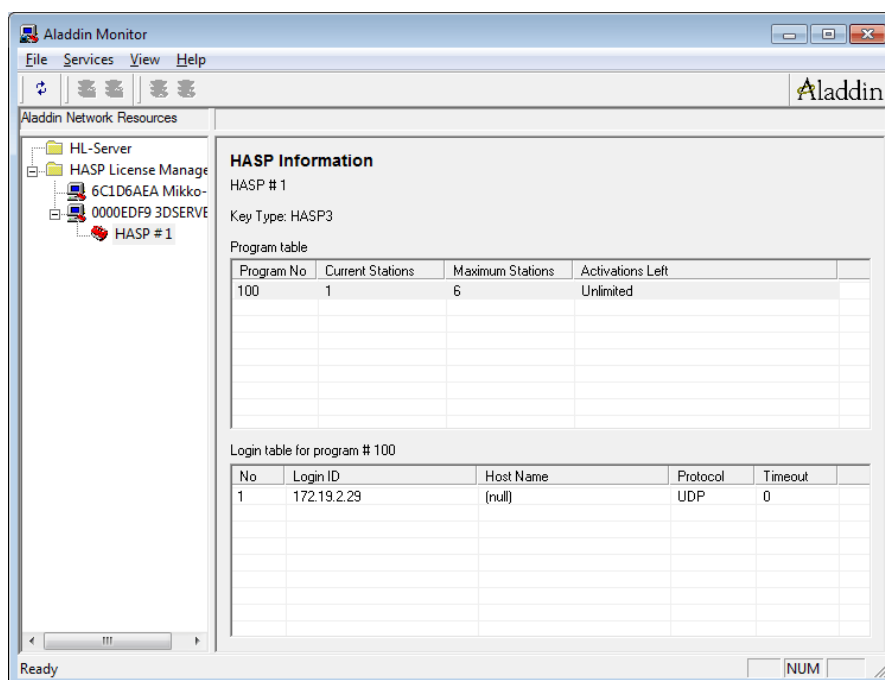 Aladdin Monitor
File Services View Help
Aladdin
Aladdin Network Resources
HL-Server
HASP License Manage
6C1D6AEA Mikko-
0000EDF9 3DSERVE
HASP # 1
HASP Information
HASP # 1
Key Type: HASP3
Program table
Program No Current Stations Maximum Stations Activations Left
100 1 6 Unlimited
Login table for program # 100
No Login ID Host Name Protocol Timeout
1 172.19.2.29 (null) UDP 0
Ready NUM